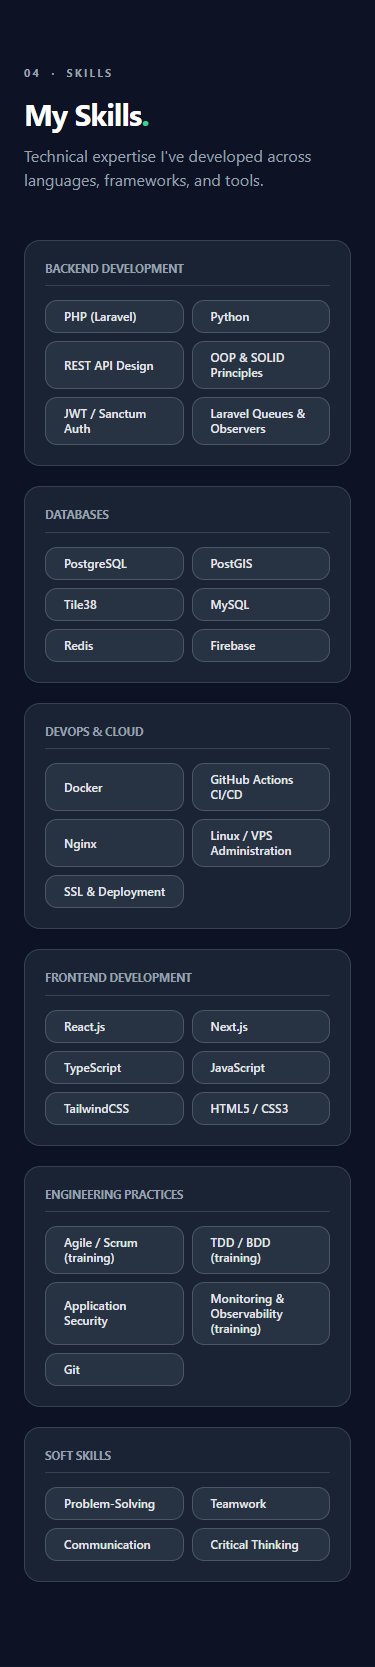 04 · SKILLS
My Skills.
Technical expertise I've developed across
languages, frameworks, and tools.
BACKEND DEVELOPMENT
PHP (Laravel)
Python
REST API Design
OOP & SOLID
Principles
JWT / Sanctum
Auth
Laravel Queues &
Observers
DATABASES
PostgreSQL
PostGIS
Tile38
MySQL
Redis
Firebase
DEVOPS & CLOUD
Docker
GitHub Actions
CI/CD
Nginx
Linux / VPS
Administration
SSL & Deployment
FRONTEND DEVELOPMENT
React.js
Next.js
TypeScript
JavaScript
TailwindCSS
HTML5 / CSS3
ENGINEERING PRACTICES
Agile / Scrum
(training)
TDD / BDD
(training)
Application
Security
Monitoring &
Observability
(training)
Git
SOFT SKILLS
Problem-Solving
Teamwork
Communication
Critical Thinking